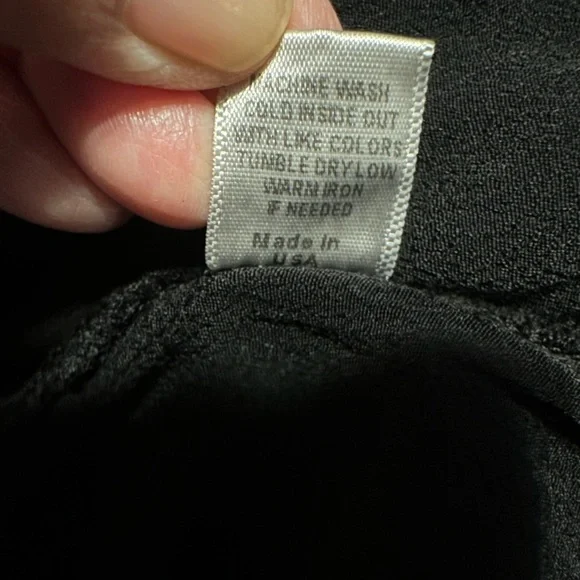 MACHINE WASH
COLD INSIDE OUT
WITH LIKE COLORS
TUMBLE DRY LOW
WARM IRON
IF NEEDED
Made in
USA